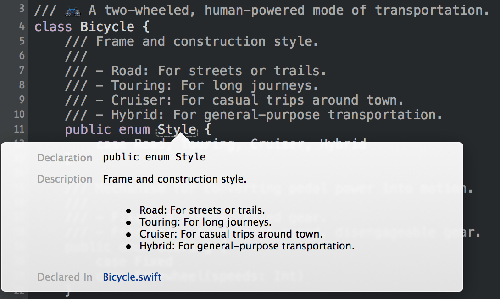 3 /// 🚲 A two-wheeled, human-powered mode of transportation.
4 class Bicycle {
5 /// Frame and construction style.
6 ///
7 /// - Road: For streets or trails.
8 /// - Touring: For long journeys.
9 /// - Cruiser: For casual trips around town.
10 /// - Hybrid: For general-purpose transportation.
11 public enum Style {
Declaration public enum Style
Description Frame and construction style.
• Road: For streets or trails.
• Touring: For long journeys.
• Cruiser: For casual trips around town.
• Hybrid: For general-purpose transportation.
Declared In Bicycle.swift
}